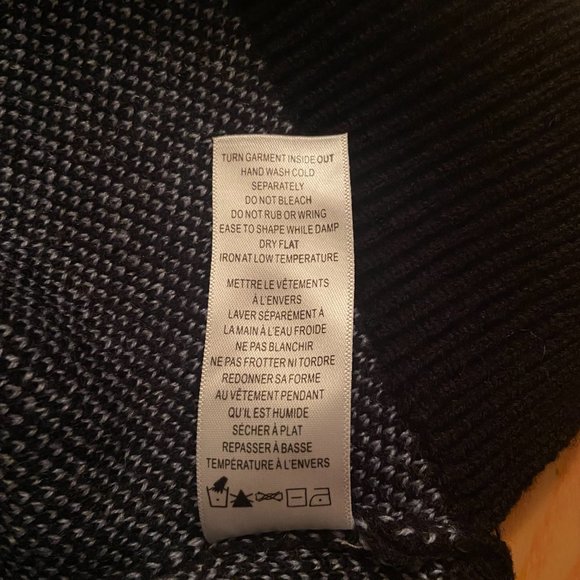 TURN GARMENT INSIDE OUT
HAND WASH COLD
SEPARATELY
DO NOT BLEACH
DO NOT RUB OR WRING
EASE TO SHAPE WHILE DAMP
DRY FLAT
IRON AT LOW TEMPERATURE
METTRE LE VÊTEMENTS
À L'ENVERS
LAVER SÉPARÉMENT À
LA MAIN À L'EAU FROIDE
NE PAS BLANCHIR
NE PAS FROTTER NI TORDRE
REDONNER SA FORME
AU VÊTEMENT PENDANT
QU'IL EST HUMIDE
SÉCHER À PLAT
REPASSER À BASSE
TEMPÉRATURE À L'ENVERS